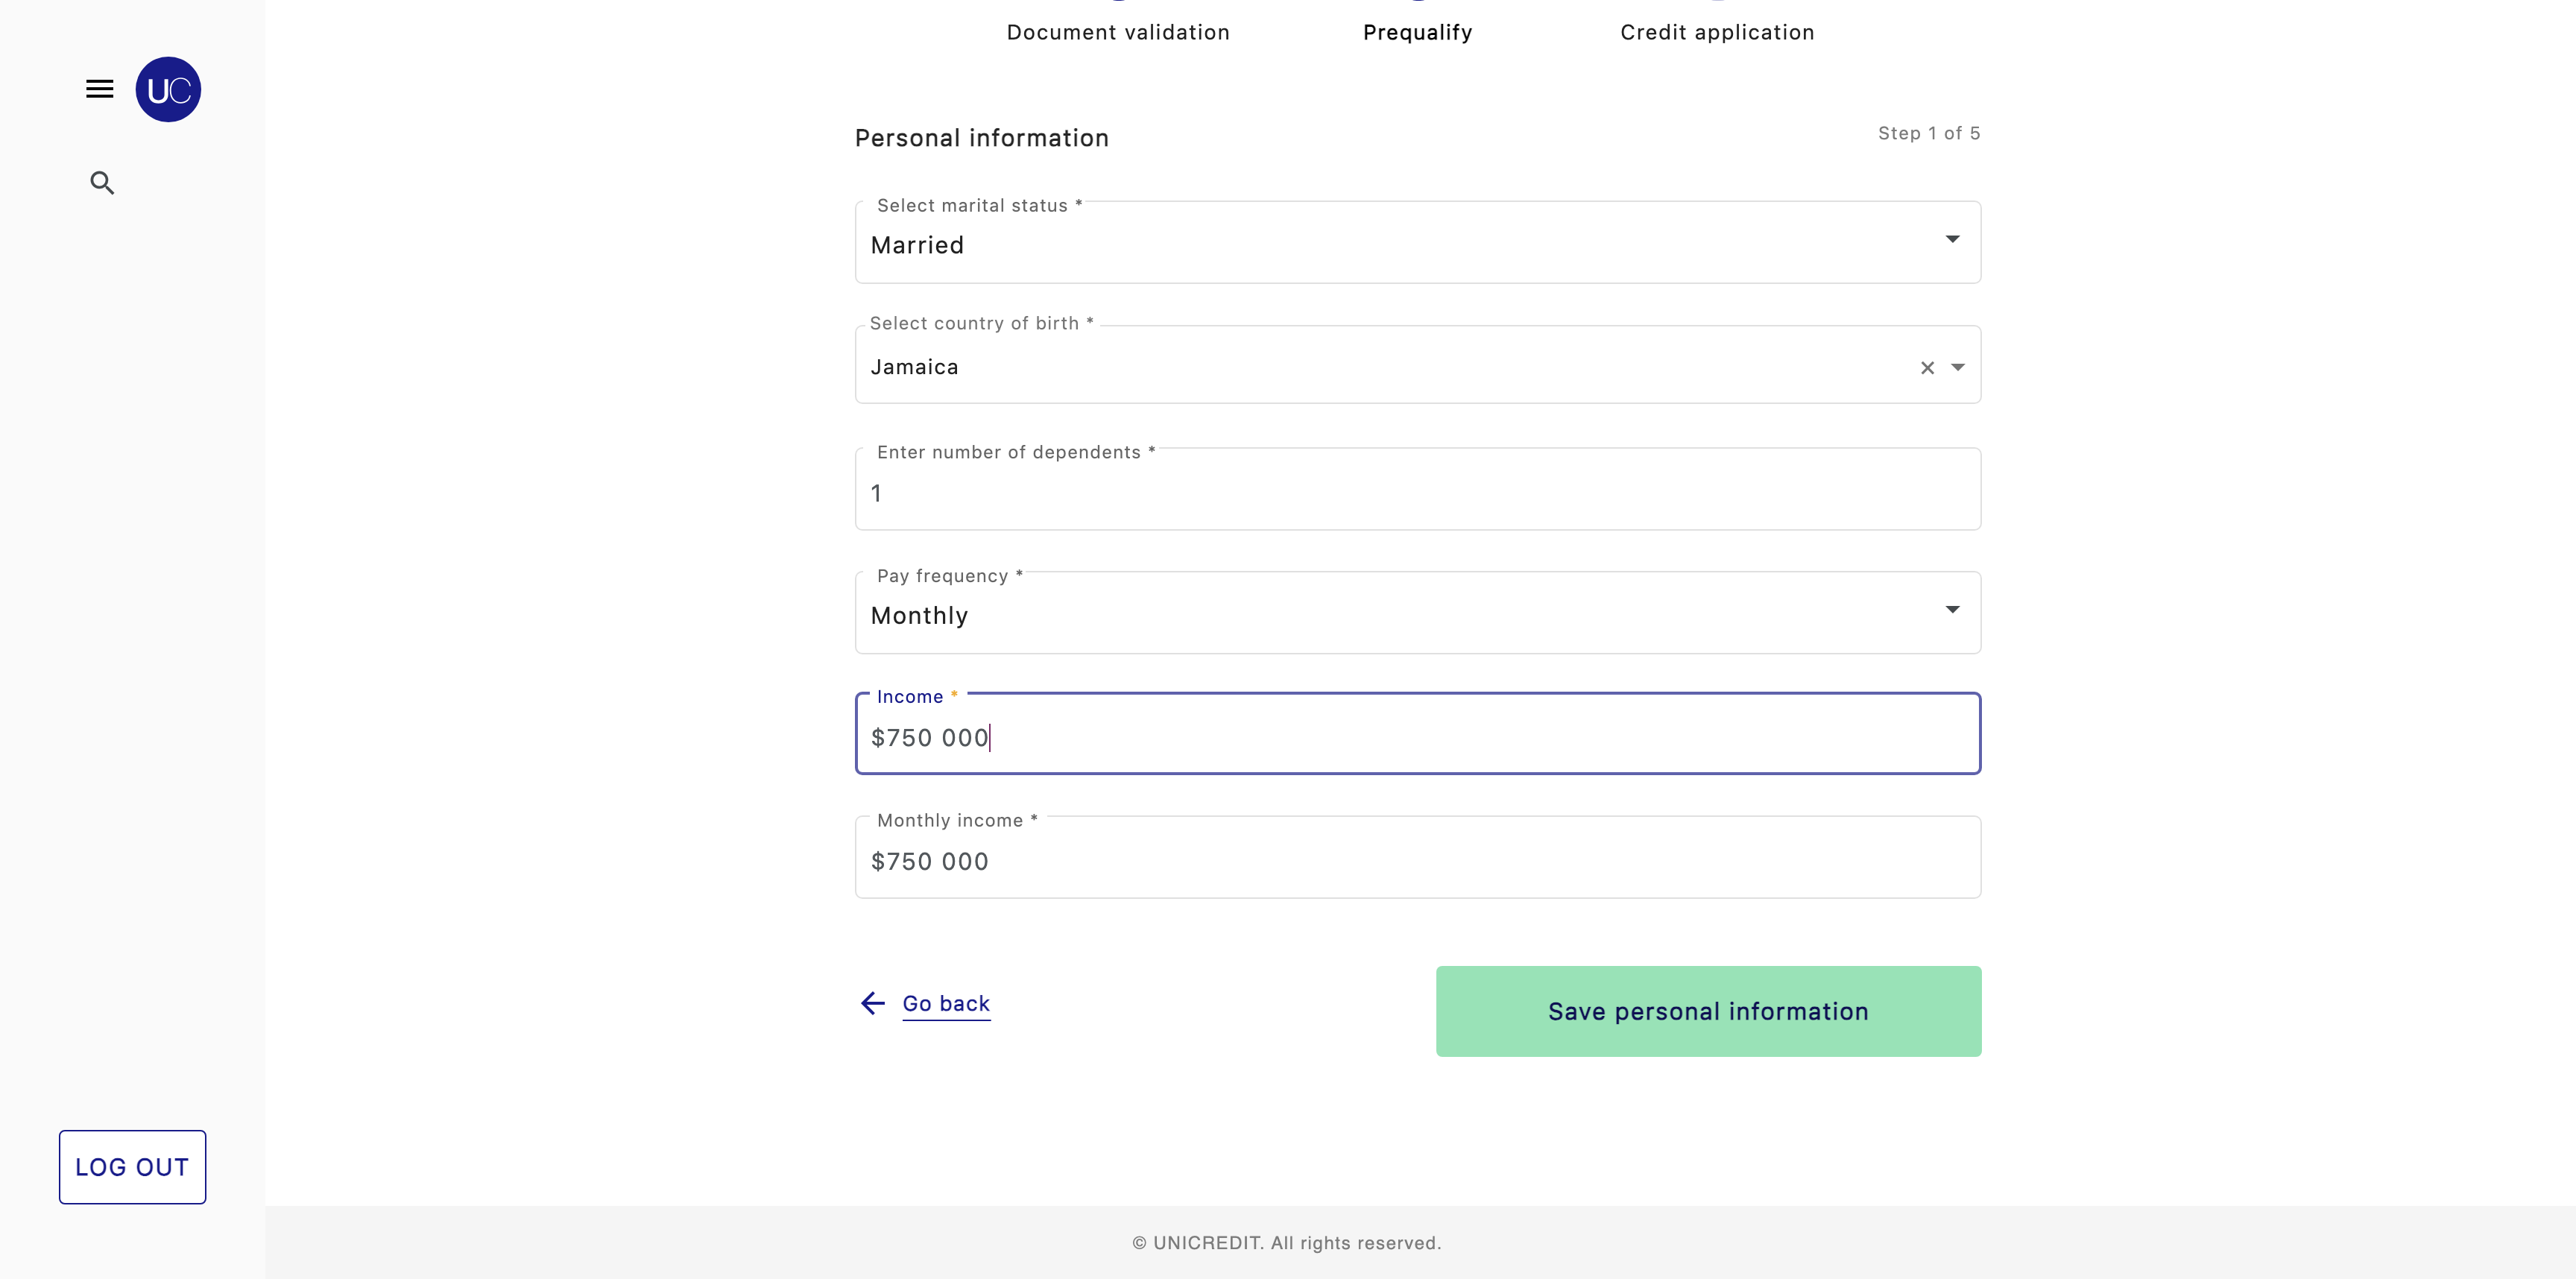 Document validation Prequalify Credit application
UC
Personal information
Step 1 of 5
Select marital status *
Married
Select country of birth *
Jamaica
Enter number of dependents *
1
Pay frequency *
Monthly
Income *
$750 000
Monthly income *
$750 000
Go back
Save personal information
LOG OUT
© UNICREDIT. All rights reserved.